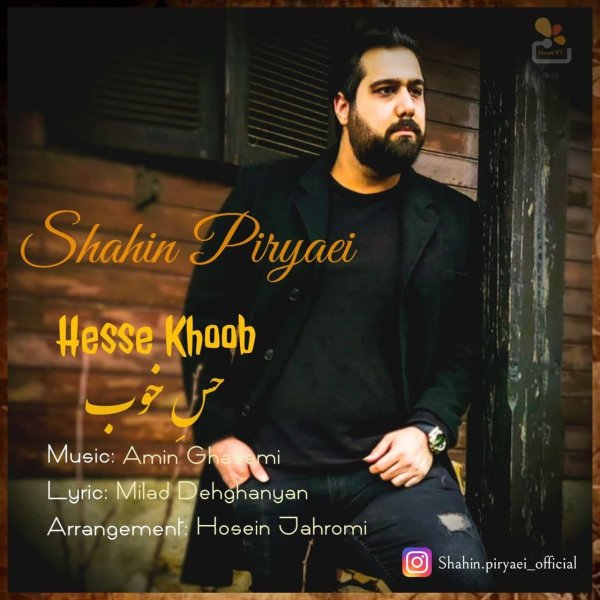 Shahin Piryaei
Hesse Khoob
حسِ خوب
Music: Amin Ghasemi
Lyric: Milad Dehghanyan
Arrangement: Hosein Jahromi
Shahin.piryaei_official